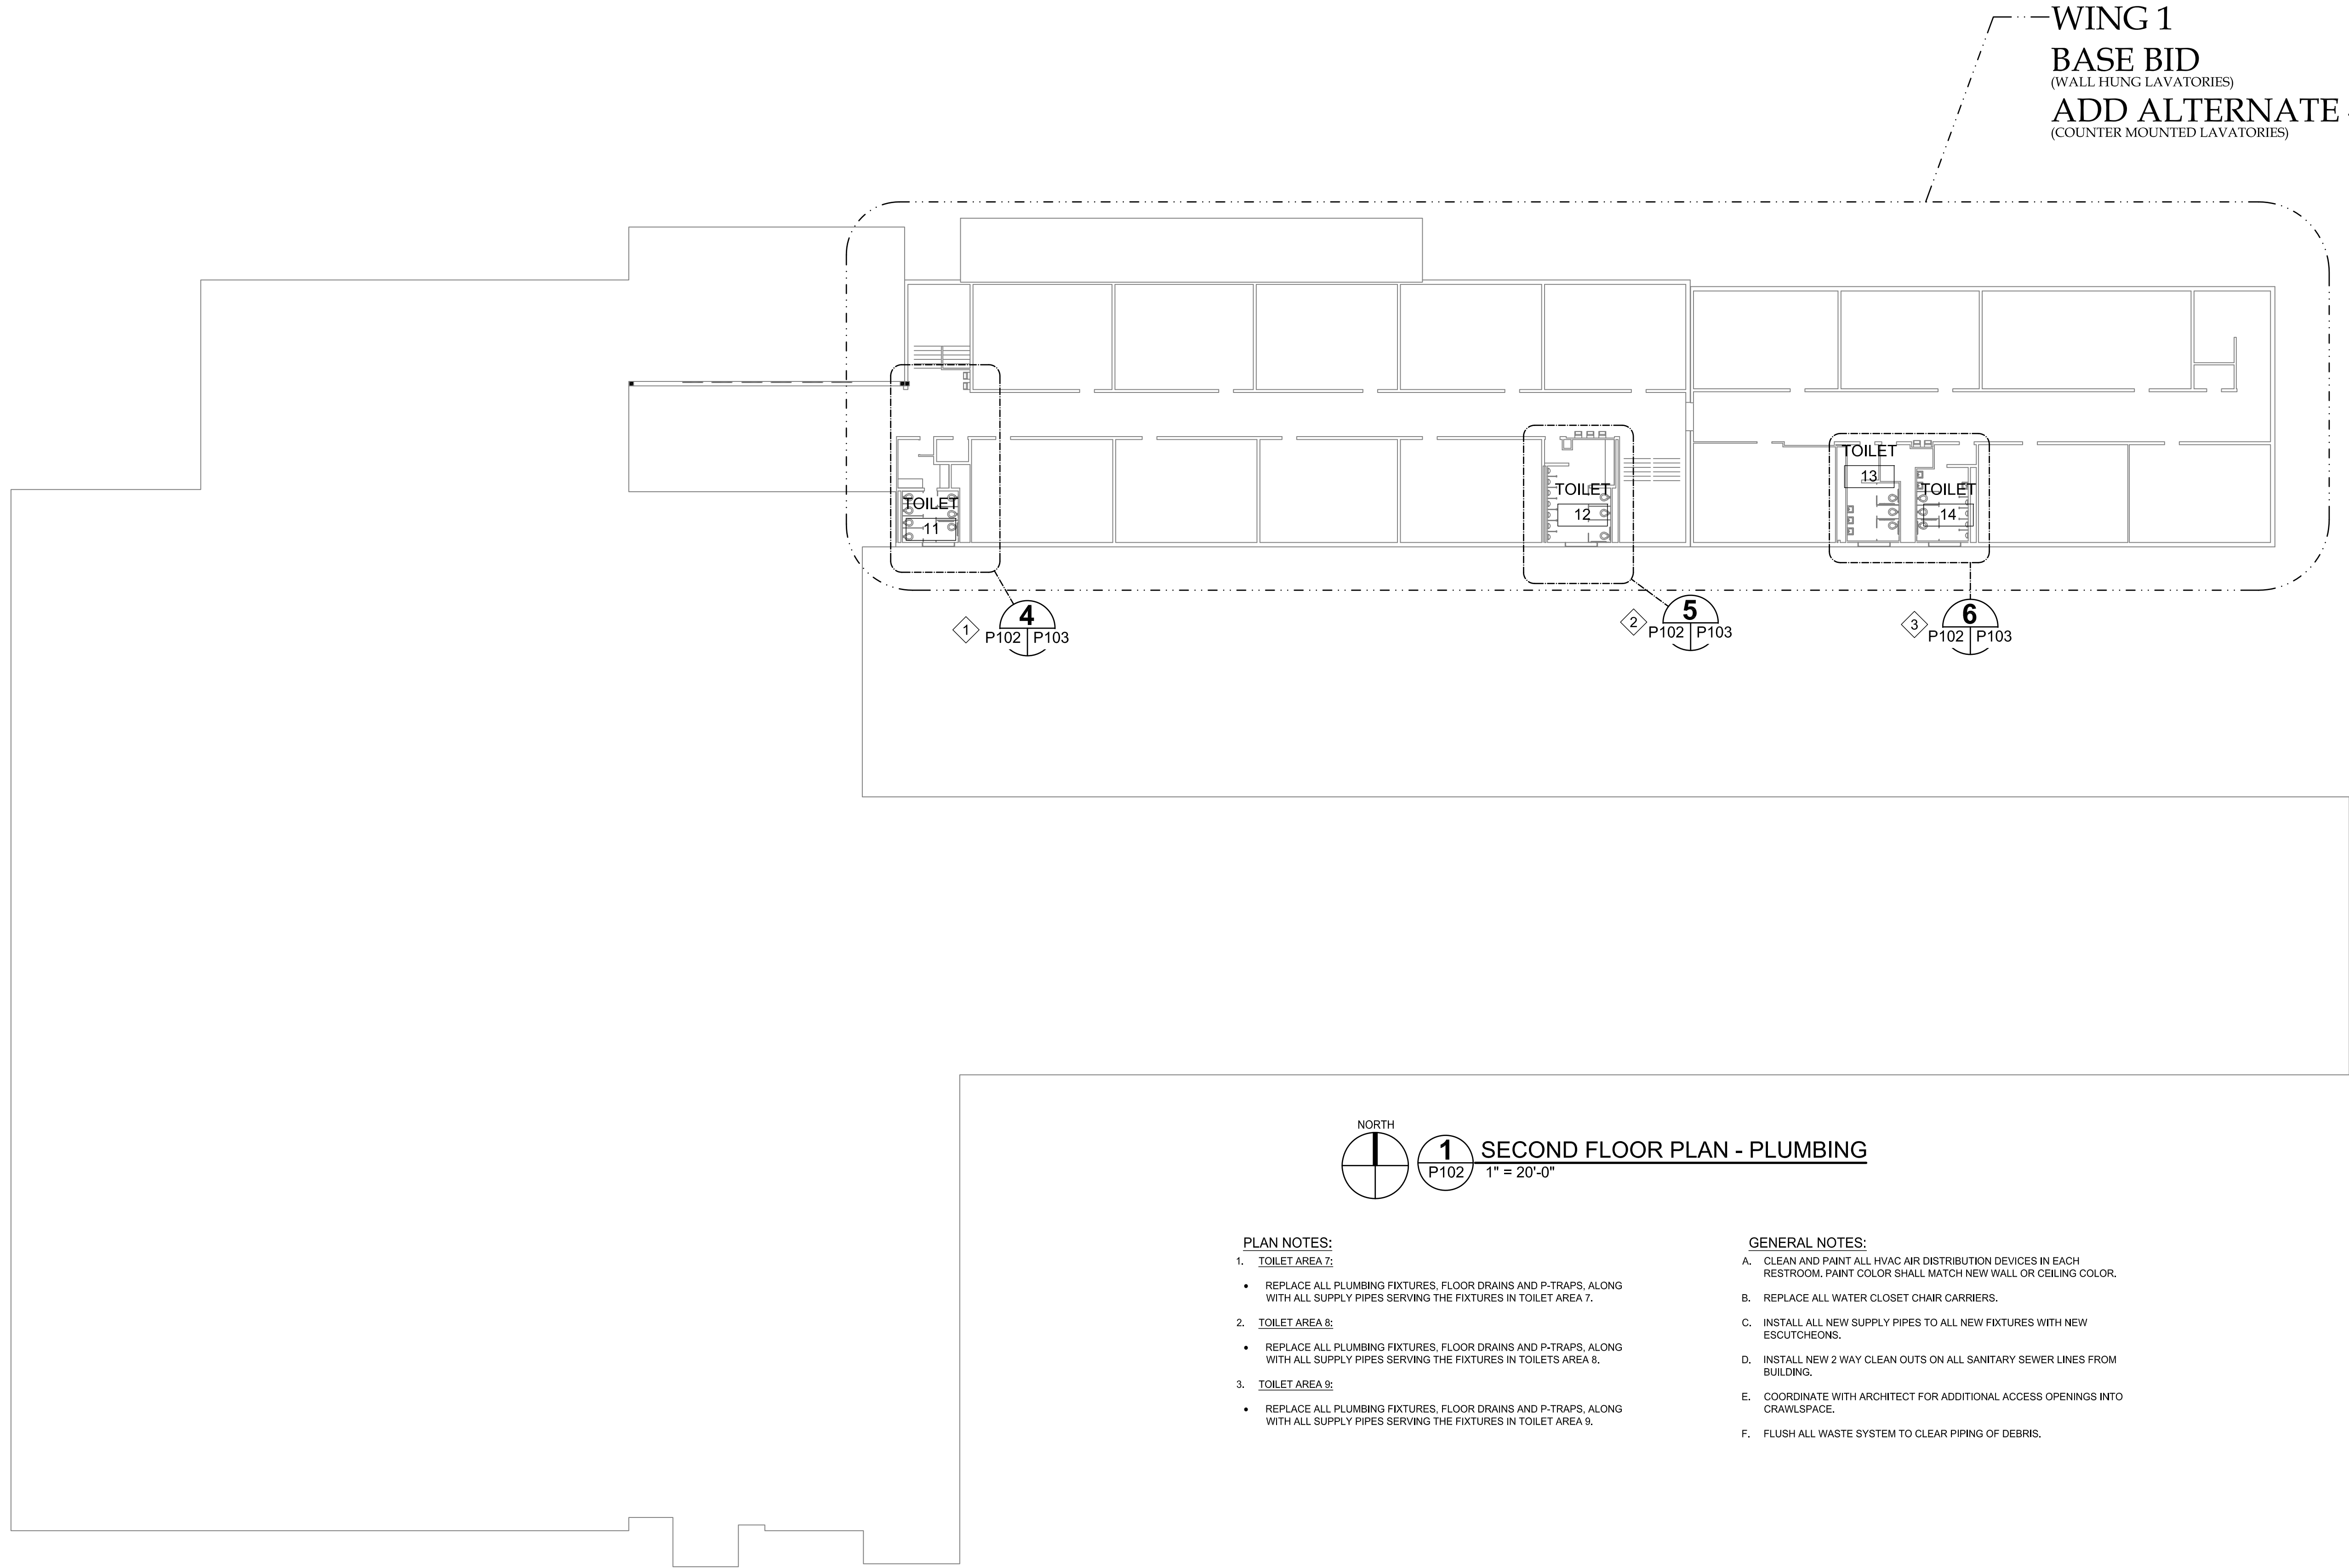 WING 1
BASE BID
(WALL HUNG LAVATORIES)
ADD ALTERNATE
(COUNTER MOUNTED LAVATORIES)
TOILET
13
TOILET
11
TOILET
12
TOILET
14
1
4
P102 P103
2
5
P102 P103
3
6
P102 P103
NORTH
1
P102
SECOND FLOOR PLAN - PLUMBING
1" = 20'-0"
PLAN NOTES:
1. TOILET AREA 7:
• REPLACE ALL PLUMBING FIXTURES, FLOOR DRAINS AND P-TRAPS, ALONG
WITH ALL SUPPLY PIPES SERVING THE FIXTURES IN TOILET AREA 7.
2. TOILET AREA 8:
• REPLACE ALL PLUMBING FIXTURES, FLOOR DRAINS AND P-TRAPS, ALONG
WITH ALL SUPPLY PIPES SERVING THE FIXTURES IN TOILETS AREA 8.
3. TOILET AREA 9:
• REPLACE ALL PLUMBING FIXTURES, FLOOR DRAINS AND P-TRAPS, ALONG
WITH ALL SUPPLY PIPES SERVING THE FIXTURES IN TOILET AREA 9.
GENERAL NOTES:
A. CLEAN AND PAINT ALL HVAC AIR DISTRIBUTION DEVICES IN EACH
RESTROOM. PAINT COLOR SHALL MATCH NEW WALL OR CEILING COLOR.
B. REPLACE ALL WATER CLOSET CHAIR CARRIERS.
C. INSTALL ALL NEW SUPPLY PIPES TO ALL NEW FIXTURES WITH NEW
ESCUTCHEONS.
D. INSTALL NEW 2 WAY CLEAN OUTS ON ALL SANITARY SEWER LINES FROM
BUILDING.
E. COORDINATE WITH ARCHITECT FOR ADDITIONAL ACCESS OPENINGS INTO
CRAWLSPACE.
F. FLUSH ALL WASTE SYSTEM TO CLEAR PIPING OF DEBRIS.